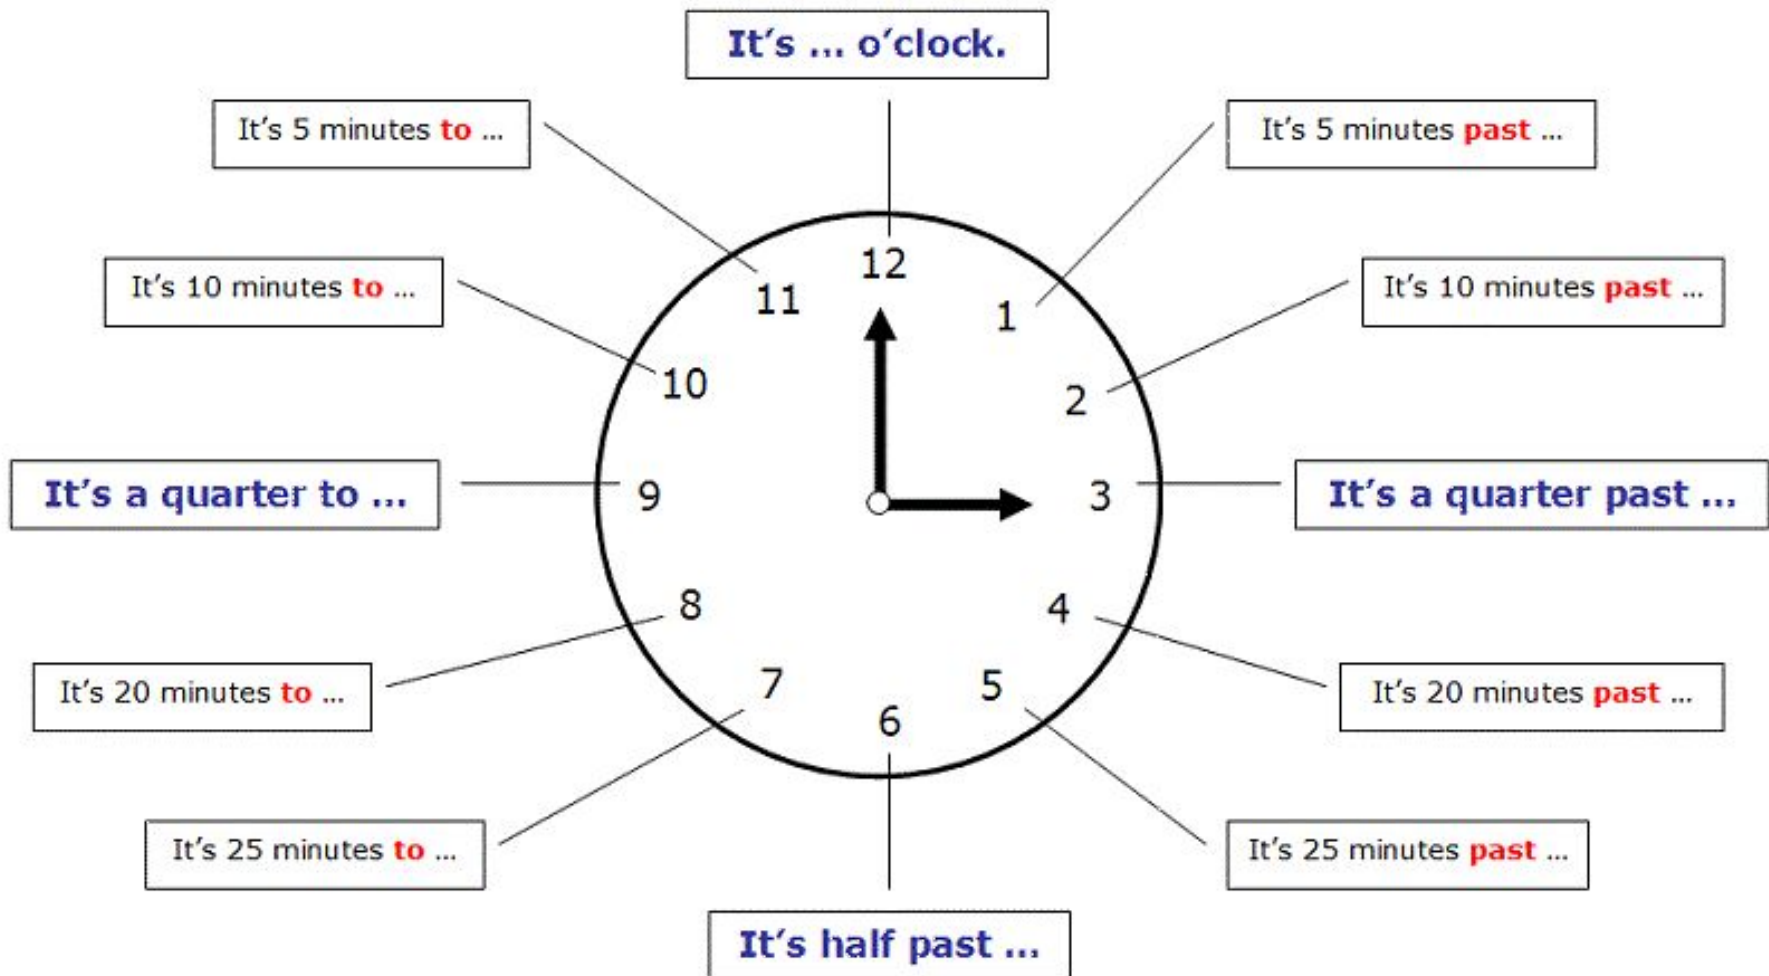 It's ... o'clock.
It's 5 minutes to ...
It's 5 minutes past ...
12
11
1
It's 10 minutes to ...
It's 10 minutes past ...
10
2
It's a quarter to ...
9
3
It's a quarter past ...
8
4
It's 20 minutes to ...
It's 20 minutes past ...
7
5
6
It's 25 minutes to ...
It's 25 minutes past ...
It's half past ...